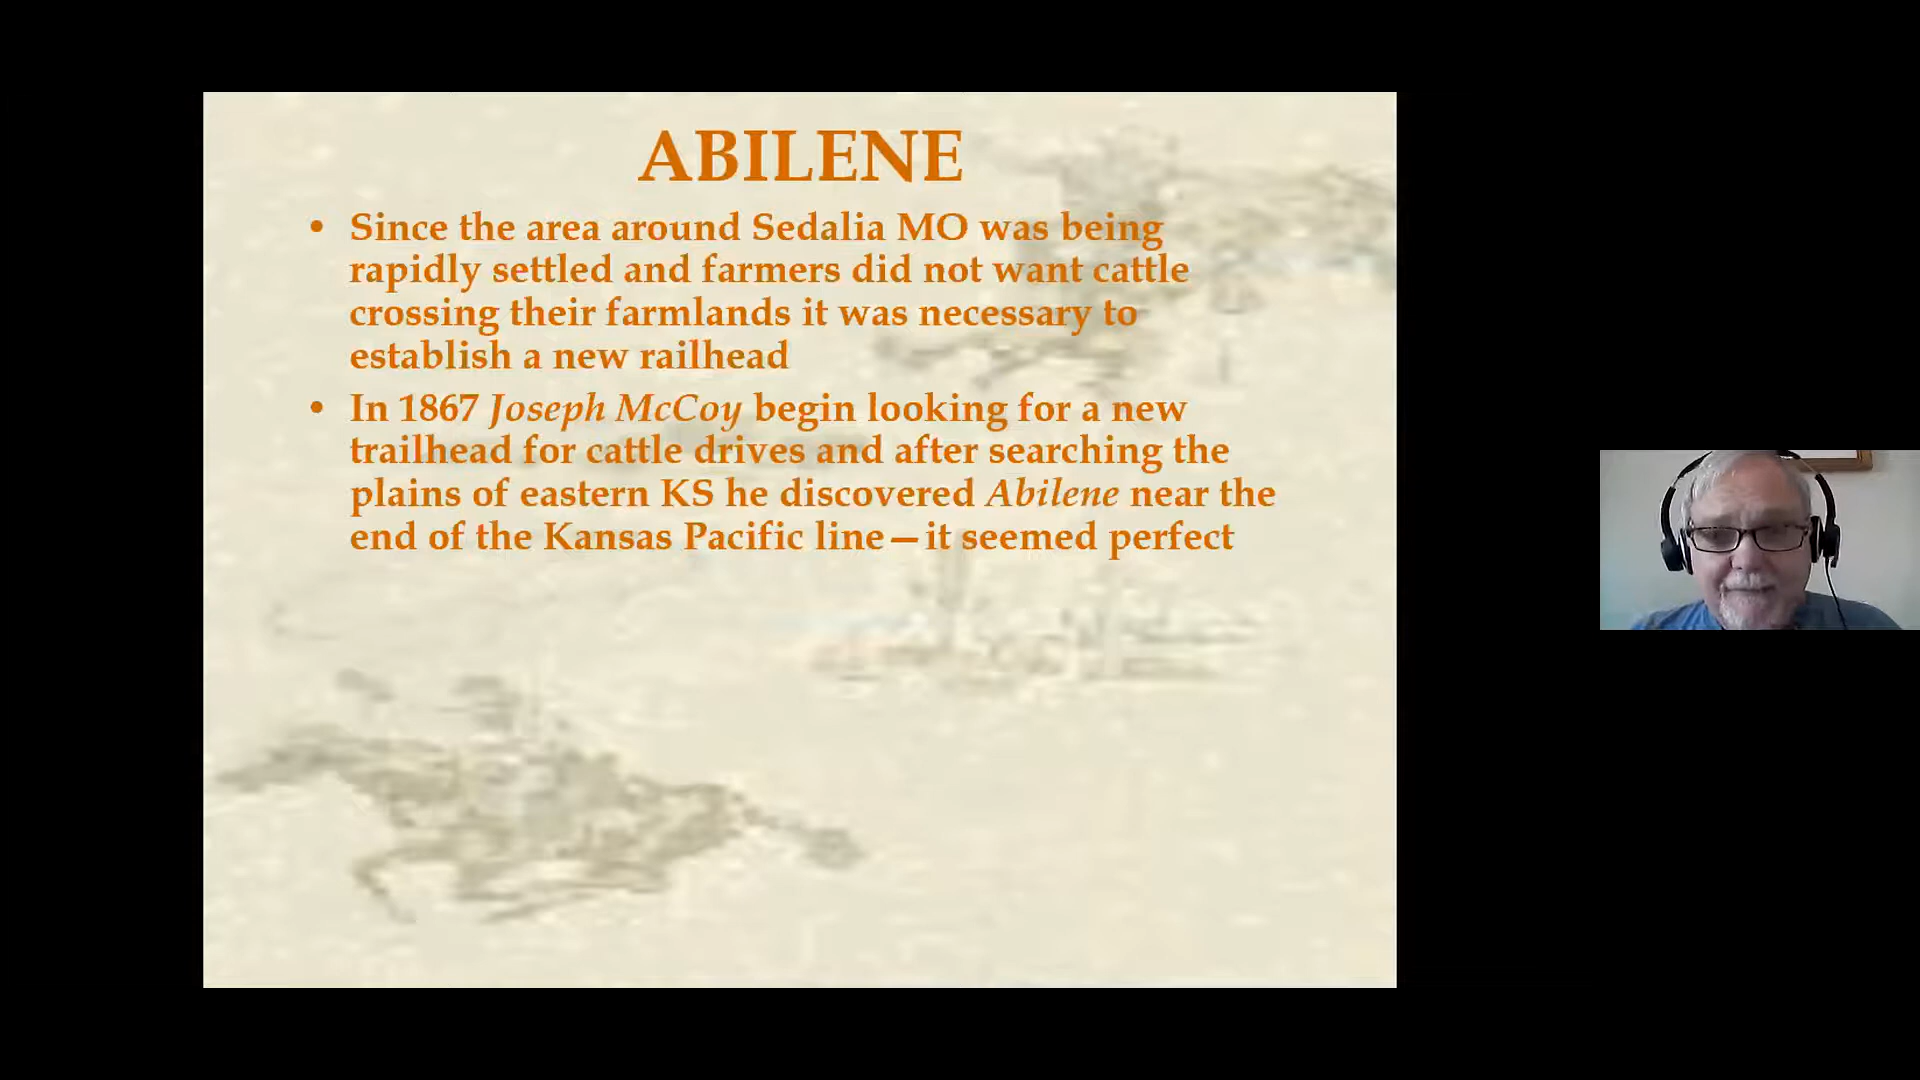 ABILENE
• Since the area around Sedalia MO was being
rapidly settled and farmers did not want cattle
crossing their farmlands it was necessary to
establish a new railhead
• In 1867 Joseph McCoy begin looking for a new
trailhead for cattle drives and after searching the
plains of eastern KS he discovered Abilene near the
end of the Kansas Pacific line—it seemed perfect